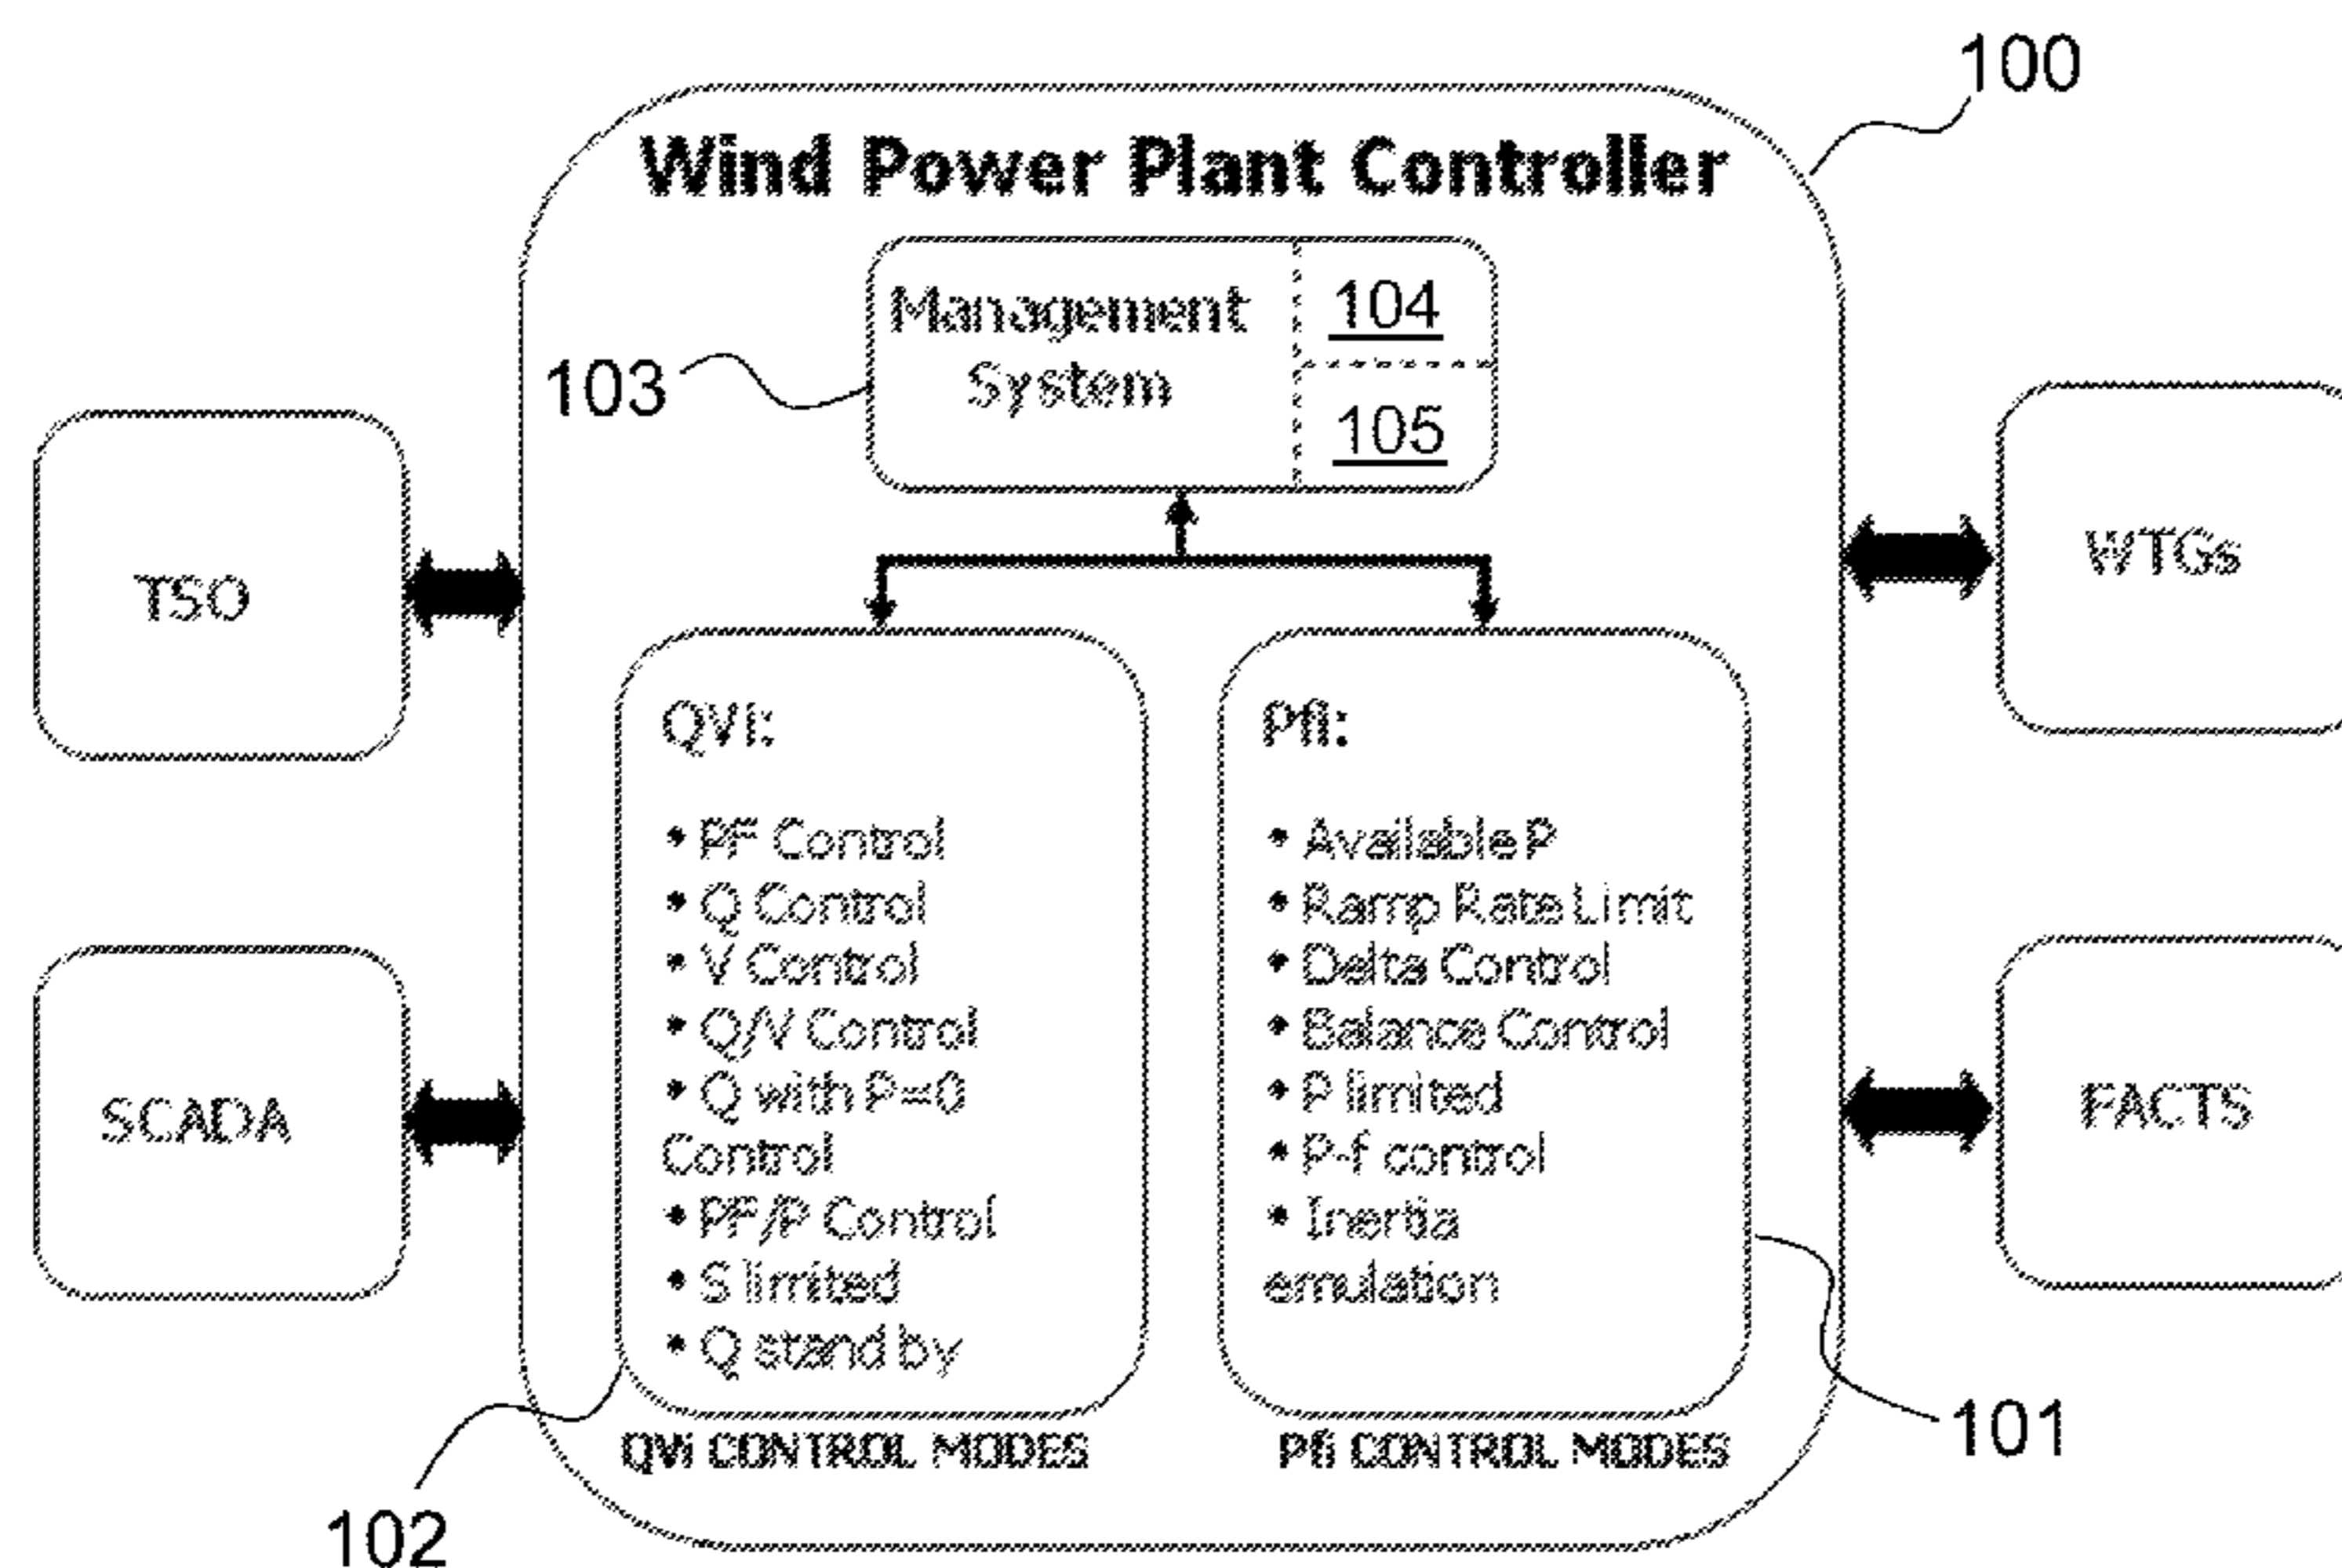 100
Wind Power Plant Controller
Management
System
104
105
103
TSO
WTGs
SCADA
FACTS
QVi:
• PF Control
• Q Control
• V Control
• Q/V Control
• Q with P=0
Control
• PF/P Control
• S limited
• Q stand by
QVi CONTROL MODES
Pfi:
• Available P
• Ramp Rate Limit
• Delta Control
• Balance Control
• P limited
• P-f control
• Inertia
emulation
Pfi CONTROL MODES
101
102